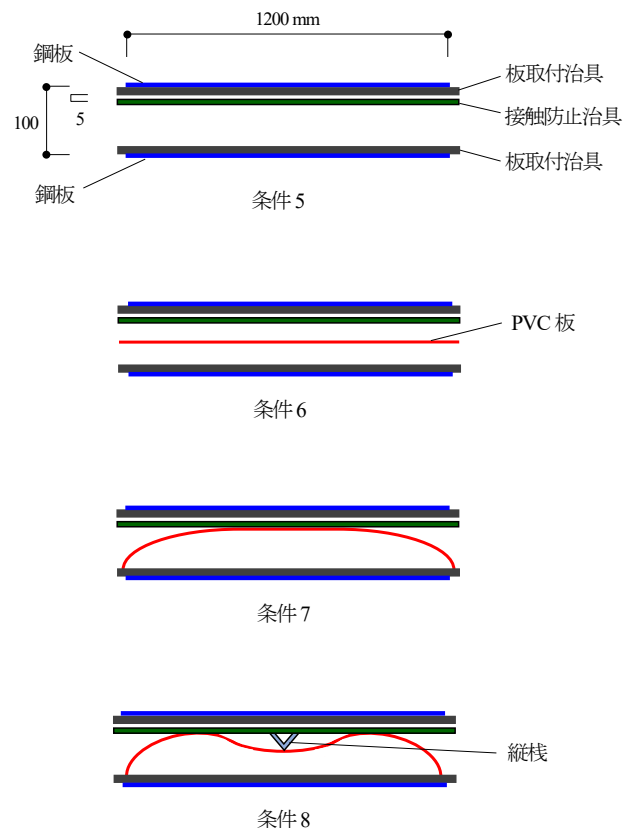 1200 mm
鋼板
板取付治具
接触防止治具
100
5
板取付治具
鋼板
条件 5
PVC 板
条件 6
条件 7
縦桟
条件 8